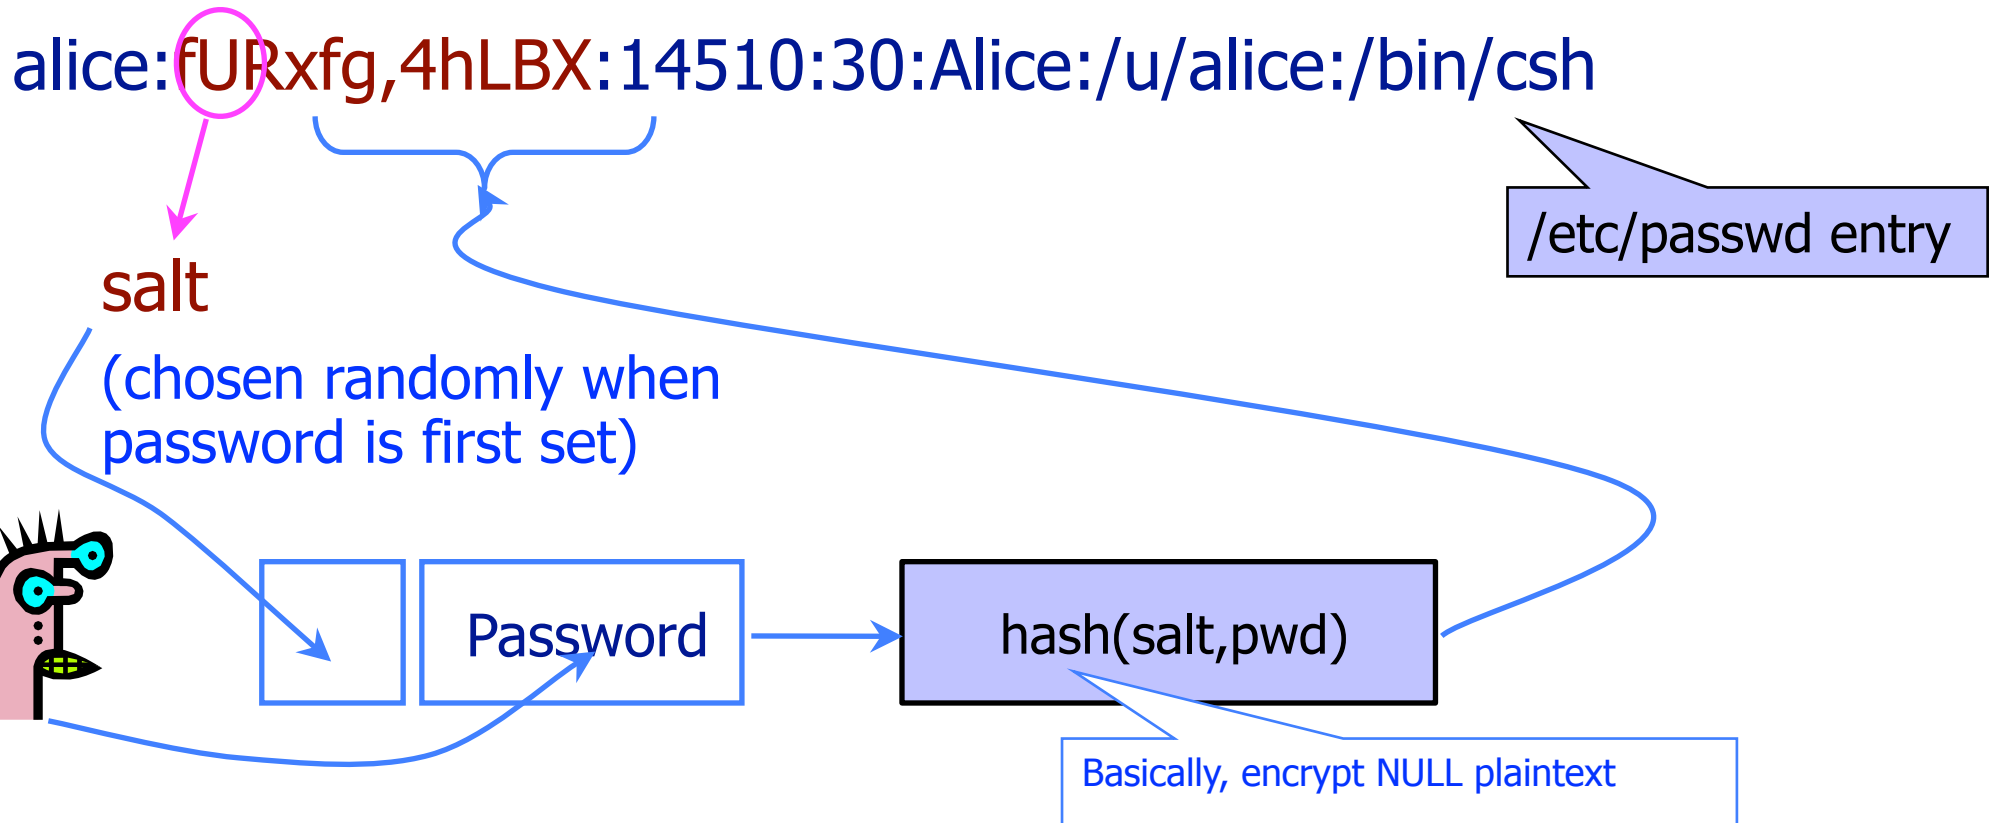 alice:fURxfg,4hLBX:14510:30:Alice:/u/alice:/bin/csh
/etc/passwd entry
salt
(chosen randomly when
password is first set)
Password
hash(salt,pwd)
Basically, encrypt NULL plaintext